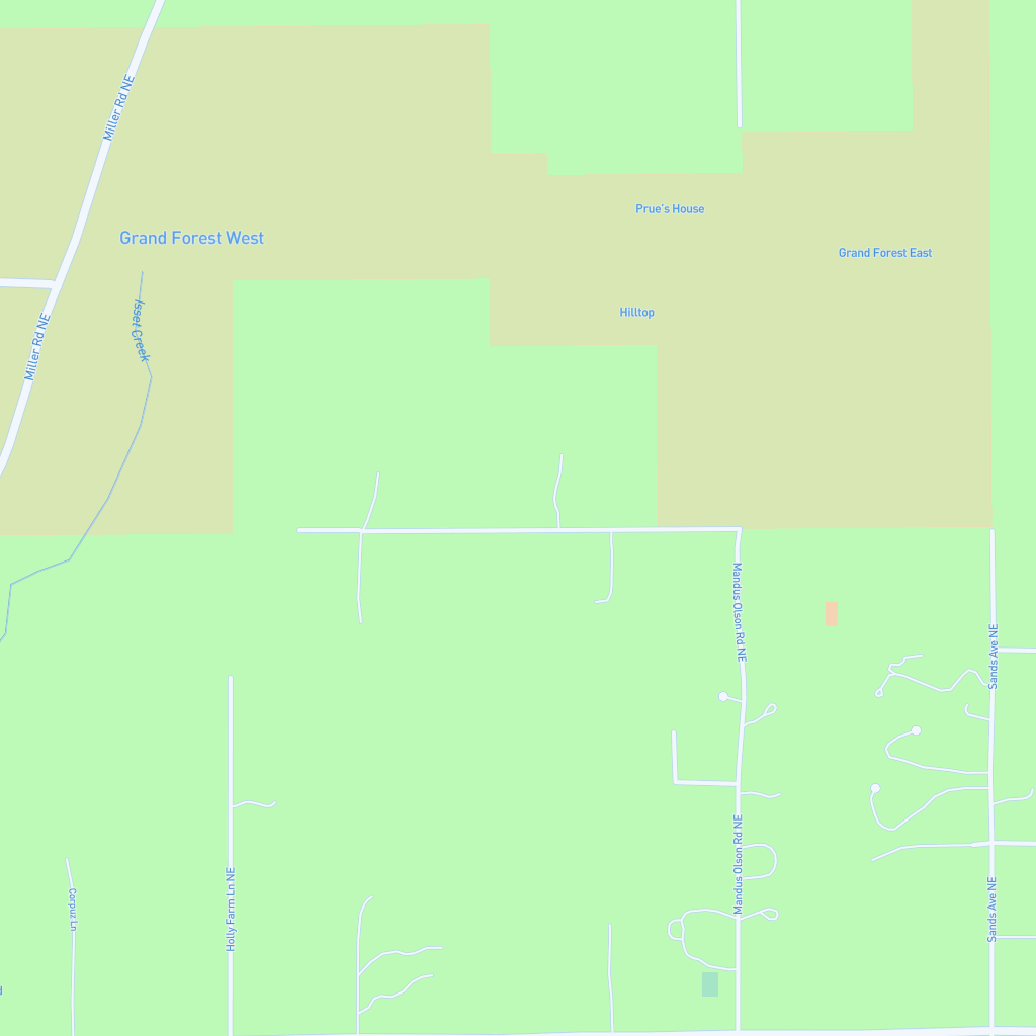 Miller Rd NE
Prue's House
Grand Forest West
Grand Forest East
Isset Creek
Hilltop
Miller Rd NE
Mandus Olson Rd NE
Sands Ave NE
Mandus Olson Rd NE
Holly Farm Ln NE
Corpuz Ln
Sands Ave NE